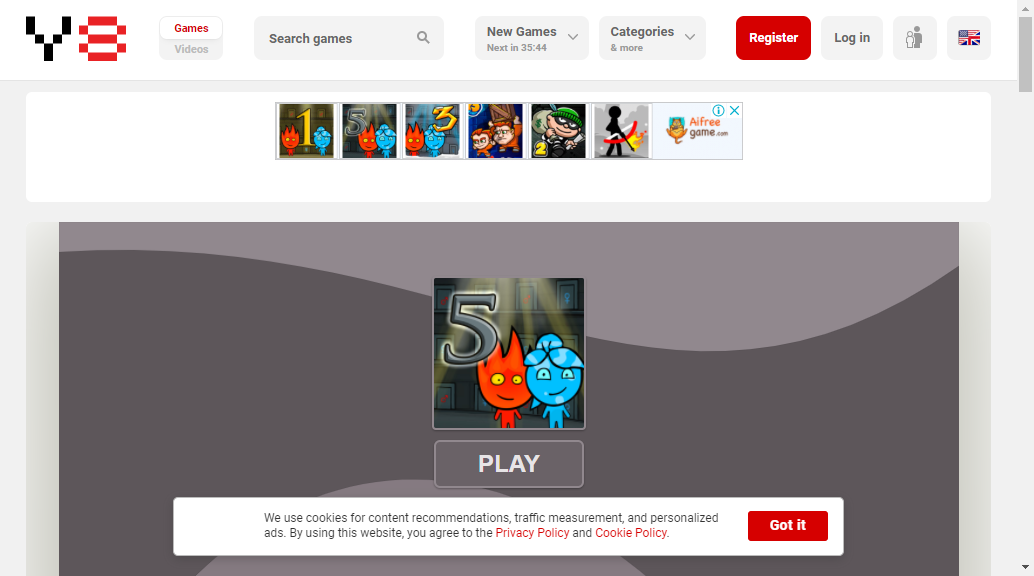 Y8
Games
Videos
Search games
New Games
Next in 35:44
Categories
& more
Register
Log in
1
5
3
5
2
Aifree
game.com
5
PLAY
We use cookies for content recommendations, traffic measurement, and personalized
ads. By using this website, you agree to the Privacy Policy and Cookie Policy.
Got it